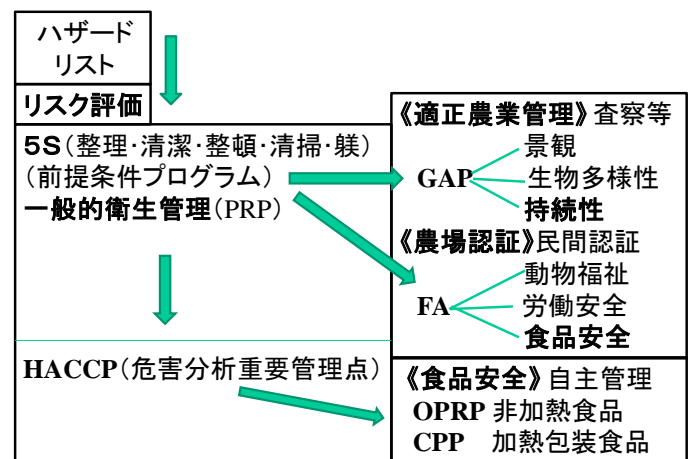 ハザード
リスト
リスク評価
5S(整理・清潔・整頓・清掃・躾)
(前提条件プログラム)
一般的衛生管理(PRP)
HACCP(危害分析重要管理点)
《適正農業管理》査察等
景観
GAP 生物多様性
持続性
《農場認証》民間認証
動物福祉
FA 労働安全
食品安全
《食品安全》自主管理
OPRP 非加熱食品
CPP 加熱包装食品